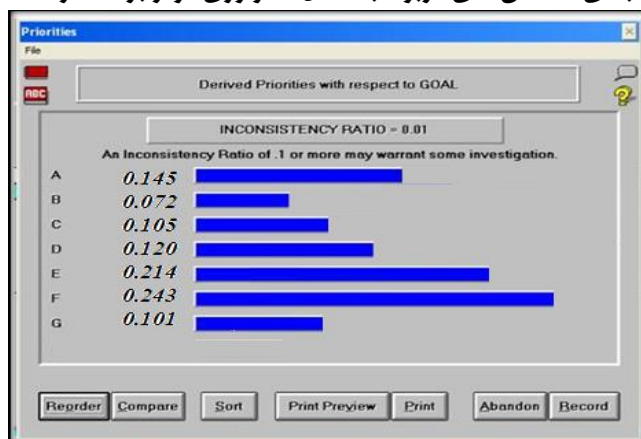 Priorities
File
ABC
Derived Priorities with respect to GOAL
INCONSISTENCY RATIO = 0.01
An Inconsistency Ratio of .1 or more may warrant some investigation.
A 0.145
B 0.072
C 0.105
D 0.120
E 0.214
F 0.243
G 0.101
Reorder Compare Sort Print Preview Print Abandon Record